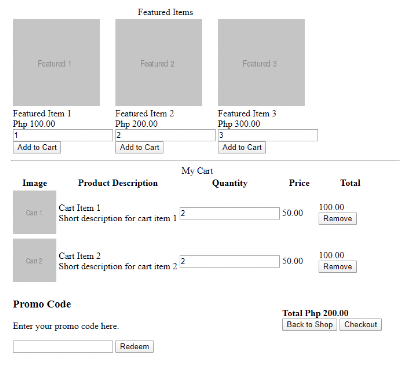 Featured Items
Featured 1 Featured 2 Featured 3
Featured Item 1 Featured Item 2 Featured Item 3
Php 100.00 Php 200.00 Php 300.00
1 2 3
Add to Cart Add to Cart Add to Cart
My Cart
Image Product Description Quantity Price Total
Cart 1
Cart Item 1
Short description for cart item 1
2 50.00 100.00
Remove
Cart 2
Cart Item 2
Short description for cart item 2
2 50.00 100.00
Remove
Promo Code
Enter your promo code here.
Redeem
Total Php 200.00
Back to Shop Checkout